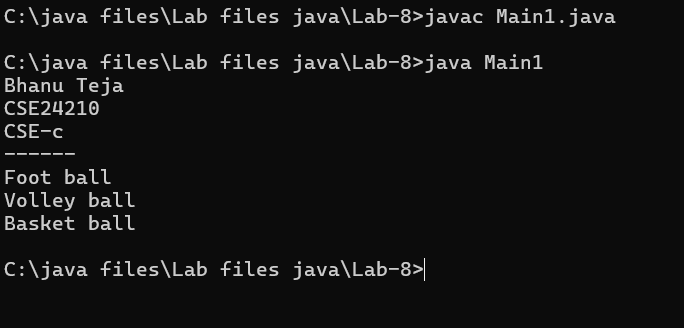 C:\java files\Lab files java\Lab-8>javac Main1.java
C:\java files\Lab files java\Lab-8>java Main1
Bhanu Teja
CSE24210
CSE-c
------
Foot ball
Volley ball
Basket ball
C:\java files\Lab files java\Lab-8>